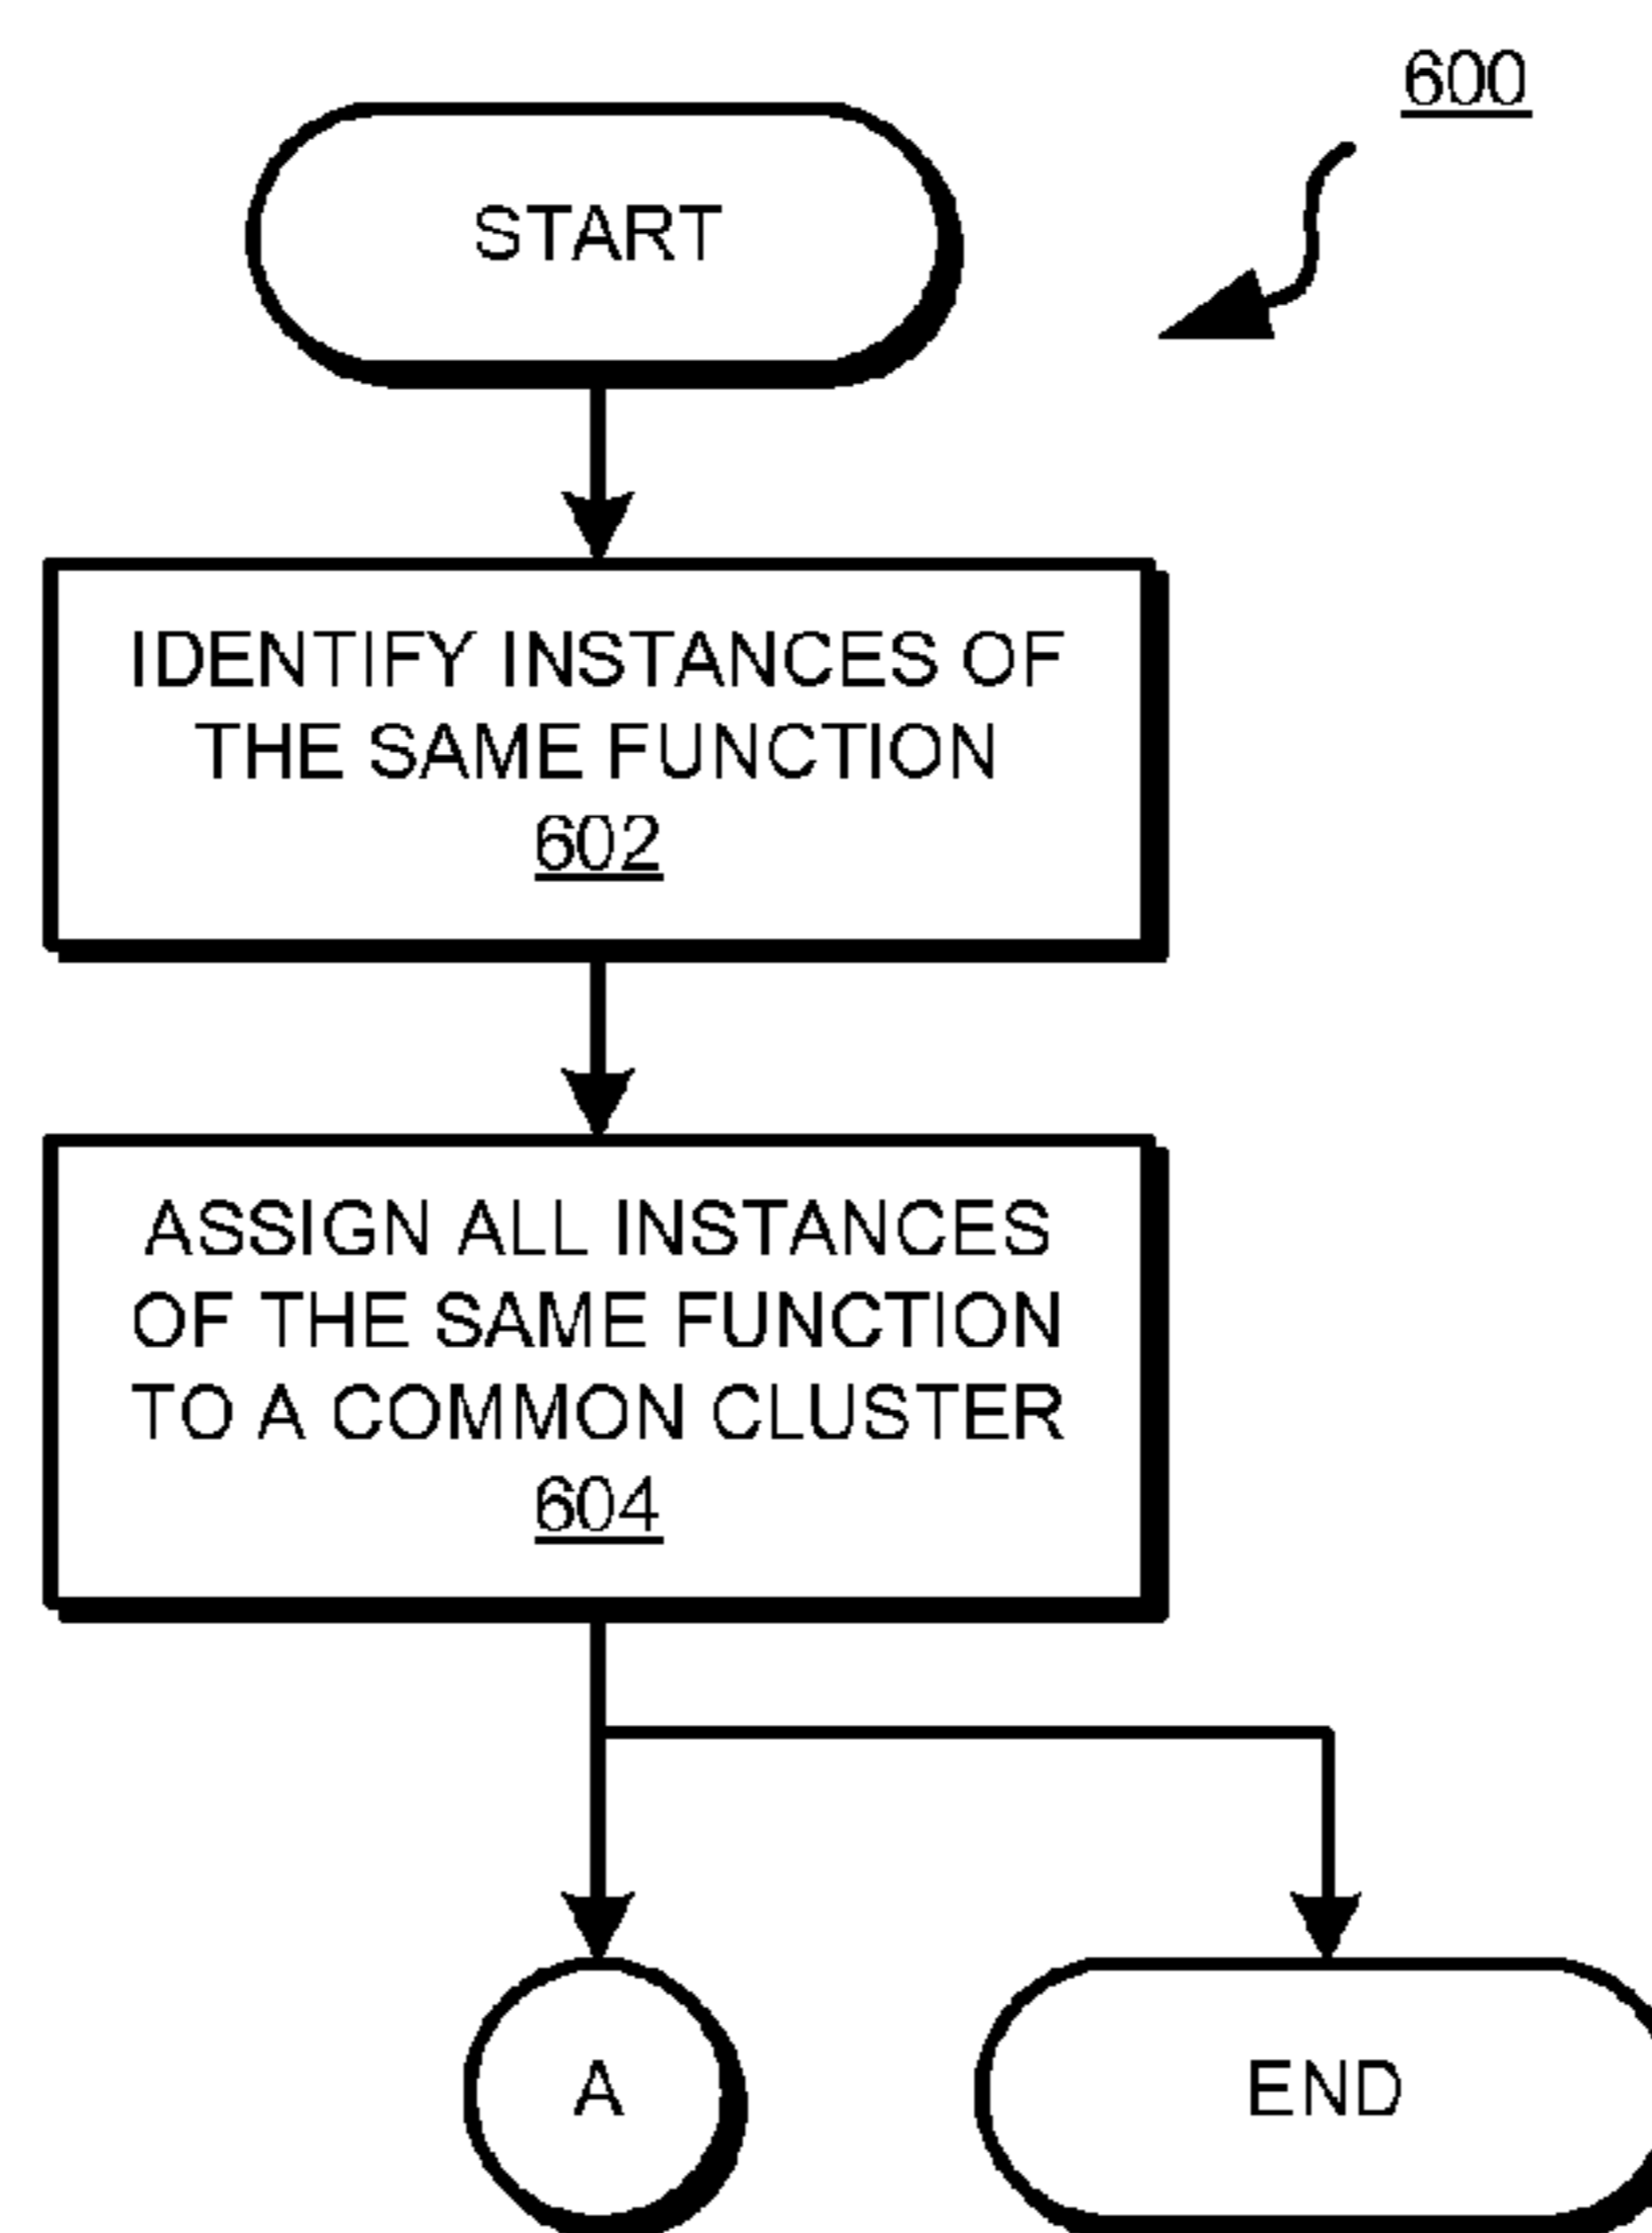 600
START
IDENTIFY INSTANCES OF
THE SAME FUNCTION
602
ASSIGN ALL INSTANCES
OF THE SAME FUNCTION
TO A COMMON CLUSTER
604
A
END